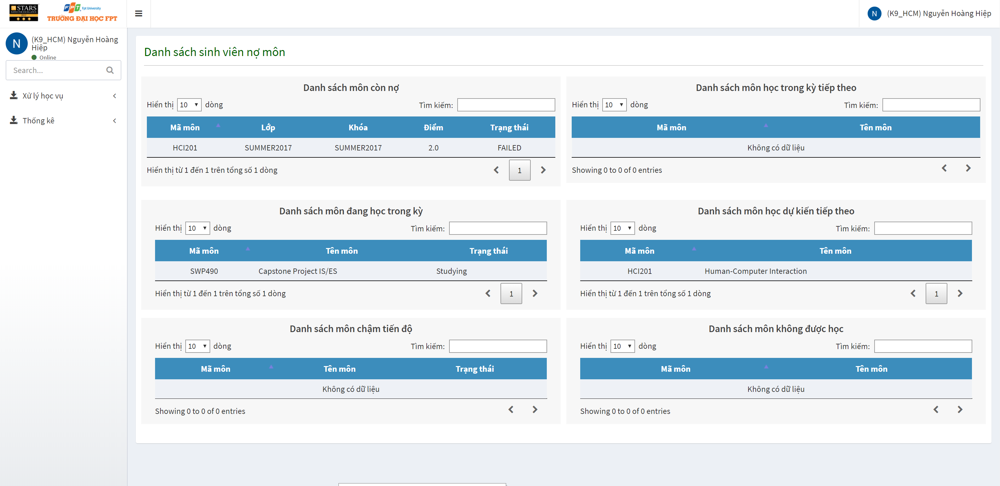 STARS
RATED FOR EXCELLENCE
2012
FPT Fpt University
TRƯỜNG ĐẠI HỌC FPT
N (K9_HCM) Nguyễn Hoàng Hiệp
N
(K9_HCM) Nguyễn Hoàng
Hiệp
Online
Search...
Xử lý học vụ
Thống kê
Danh sách sinh viên nợ môn
Danh sách môn còn nợ
Hiển thị 10 dòng Tìm kiếm:
Mã môn Lớp Khóa Điểm Trạng thái
HCI201 SUMMER2017 SUMMER2017 2.0 FAILED
Hiển thị từ 1 đến 1 trên tổng số 1 dòng 1
Danh sách môn học trong kỳ tiếp theo
Hiển thị 10 dòng Tìm kiếm:
Mã môn Tên môn
Không có dữ liệu
Showing 0 to 0 of 0 entries
Danh sách môn đang học trong kỳ
Hiển thị 10 dòng Tìm kiếm:
Mã môn Tên môn Trạng thái
SWP490 Capstone Project IS/ES Studying
Hiển thị từ 1 đến 1 trên tổng số 1 dòng 1
Danh sách môn học dự kiến tiếp theo
Hiển thị 10 dòng Tìm kiếm:
Mã môn Tên môn
HCI201 Human-Computer Interaction
Hiển thị từ 1 đến 1 trên tổng số 1 dòng 1
Danh sách môn chậm tiến độ
Hiển thị 10 dòng Tìm kiếm:
Mã môn Tên môn Trạng thái
Không có dữ liệu
Showing 0 to 0 of 0 entries
Danh sách môn không được học
Hiển thị 10 dòng Tìm kiếm:
Mã môn Tên môn
Không có dữ liệu
Showing 0 to 0 of 0 entries